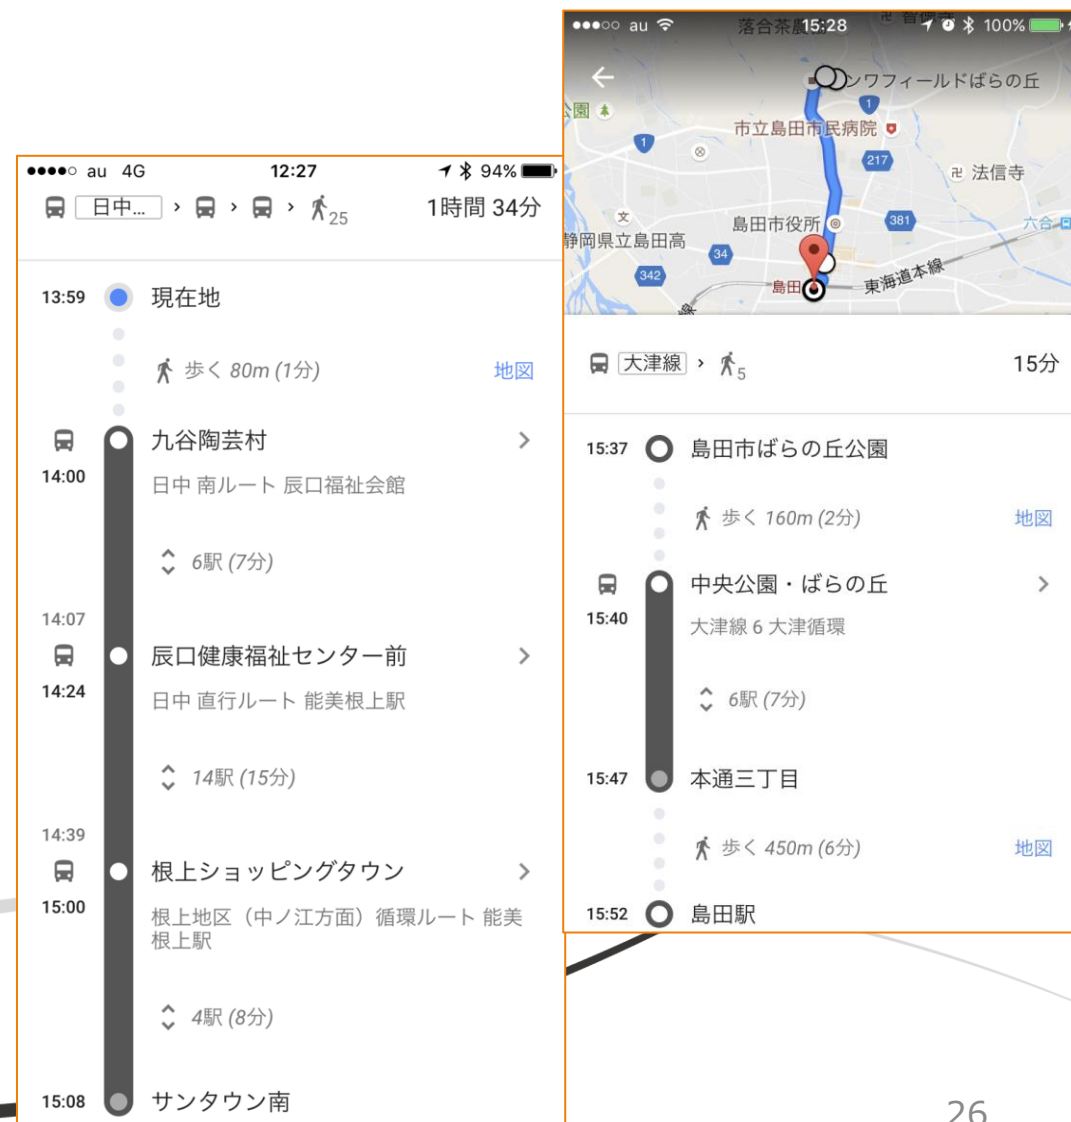 au 4G
12:27
94%
日中...
25
1時間 34分
13:59
現在地
歩く 80m (1分)
地図
九谷陶芸村
14:00
日中 南ルート 辰口福祉会館
6駅 (7分)
14:07
辰口健康福祉センター前
14:24
日中 直行ルート 能美根上駅
14駅 (15分)
14:39
根上ショッピングタウン
15:00
根上地区（中ノ江方面）循環ルート 能美
根上駅
4駅 (8分)
15:08
サンタウン南
au
15:28
100%
ンワフィールドばらの丘
公園
1
市立島田市民病院
1
217
法信寺
文
島田市役所
381
静岡県立島田高
34
六合
342
島田
東海道本線
線
大津線
5
15分
15:37
島田市ばらの丘公園
歩く 160m (2分)
地図
中央公園・ばらの丘
15:40
大津線 6 大津循環
6駅 (7分)
15:47
本通三丁目
歩く 450m (6分)
地図
15:52
島田駅
26